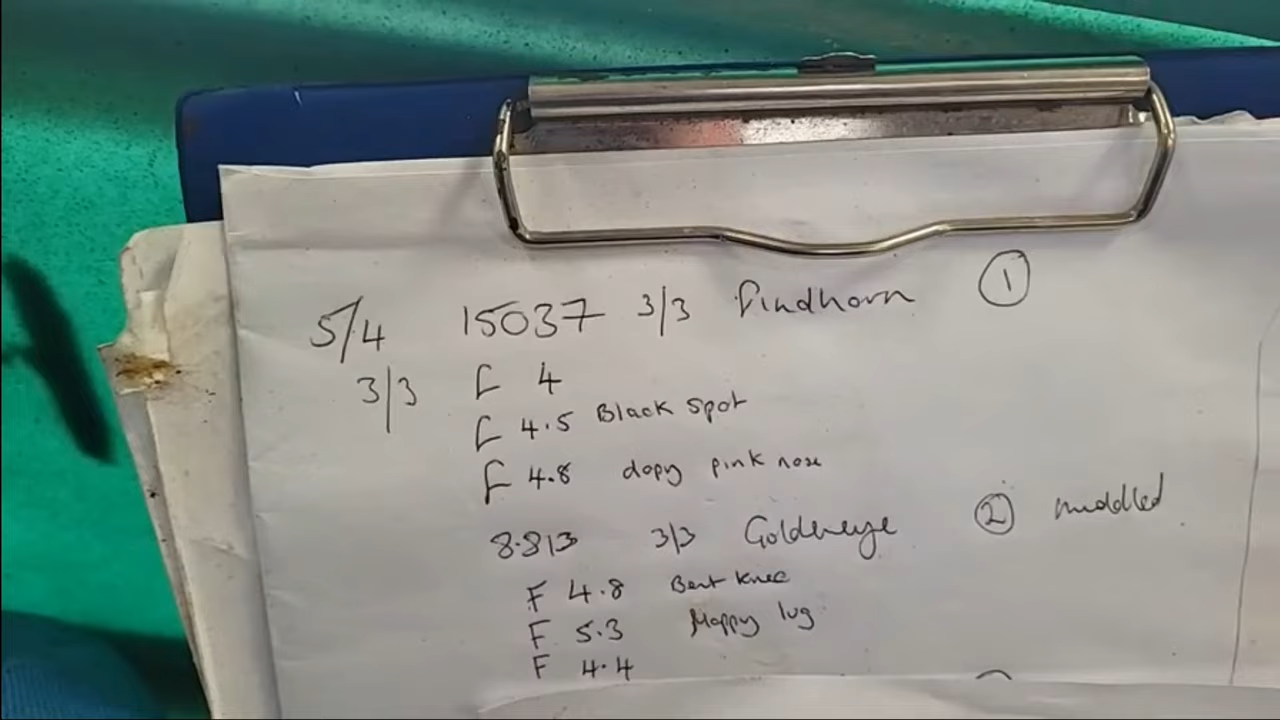 5/4 15037 3/3 Findhorn 1
3/3 F 4
F 4.5 Black spot
F 4.8 dopy pink nose
8.813 3/3 Goldeneye 2 muddled
F 4.8 Bent knee
F 5.3 Mappy lug
F 4.4